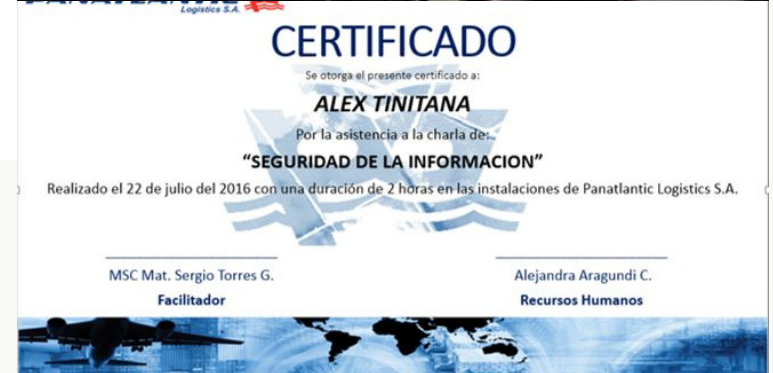 PANATLANTIC
Logistics S.A.
CERTIFICADO
Se otorga el presente certificado a:
ALEX TINITANA
Por la asistencia a la charla de:
“SEGURIDAD DE LA INFORMACION”
Realizado el 22 de julio del 2016 con una duración de 2 horas en las instalaciones de Panatlantic Logistics S.A.
MSC Mat. Sergio Torres G. Alejandra Aragundi C.
Facilitador Recursos Humanos